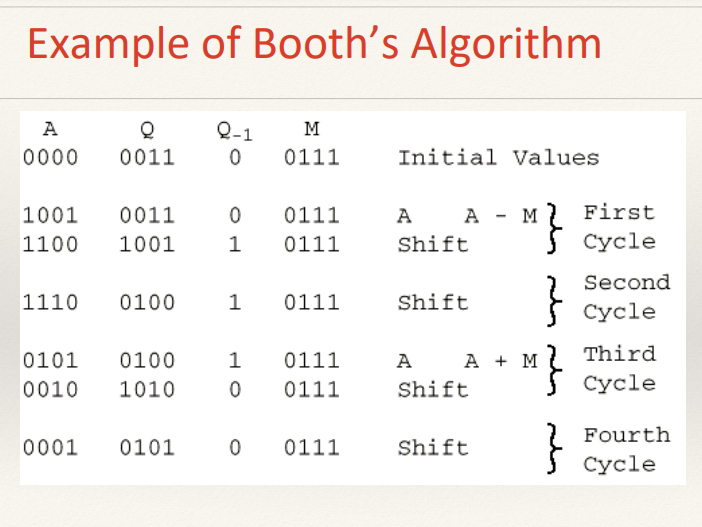 Example of Booth's Algorithm
A Q Q-1 M
0000 0011 0 0111 Initial Values
1001 0011 0 0111 A A - M } First
1100 1001 1 0111 Shift Cycle
1110 0100 1 0111 Shift } Second
Cycle
0101 0100 1 0111 A A + M } Third
0010 1010 0 0111 Shift Cycle
0001 0101 0 0111 Shift } Fourth
Cycle